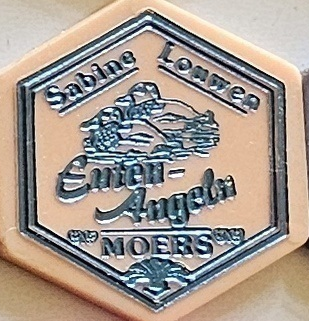 Sabine Louwen
Enten-
Angeln
MOERS